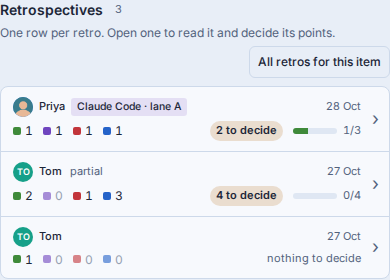 Retrospectives 3
One row per retro. Open one to read it and decide its points.
All retros for this item
Priya Claude Code · lane A 28 Oct
1 1 1 1 2 to decide 1/3
TO Tom partial 27 Oct
2 0 1 3 4 to decide 0/4
TO Tom 27 Oct
1 0 0 0 nothing to decide